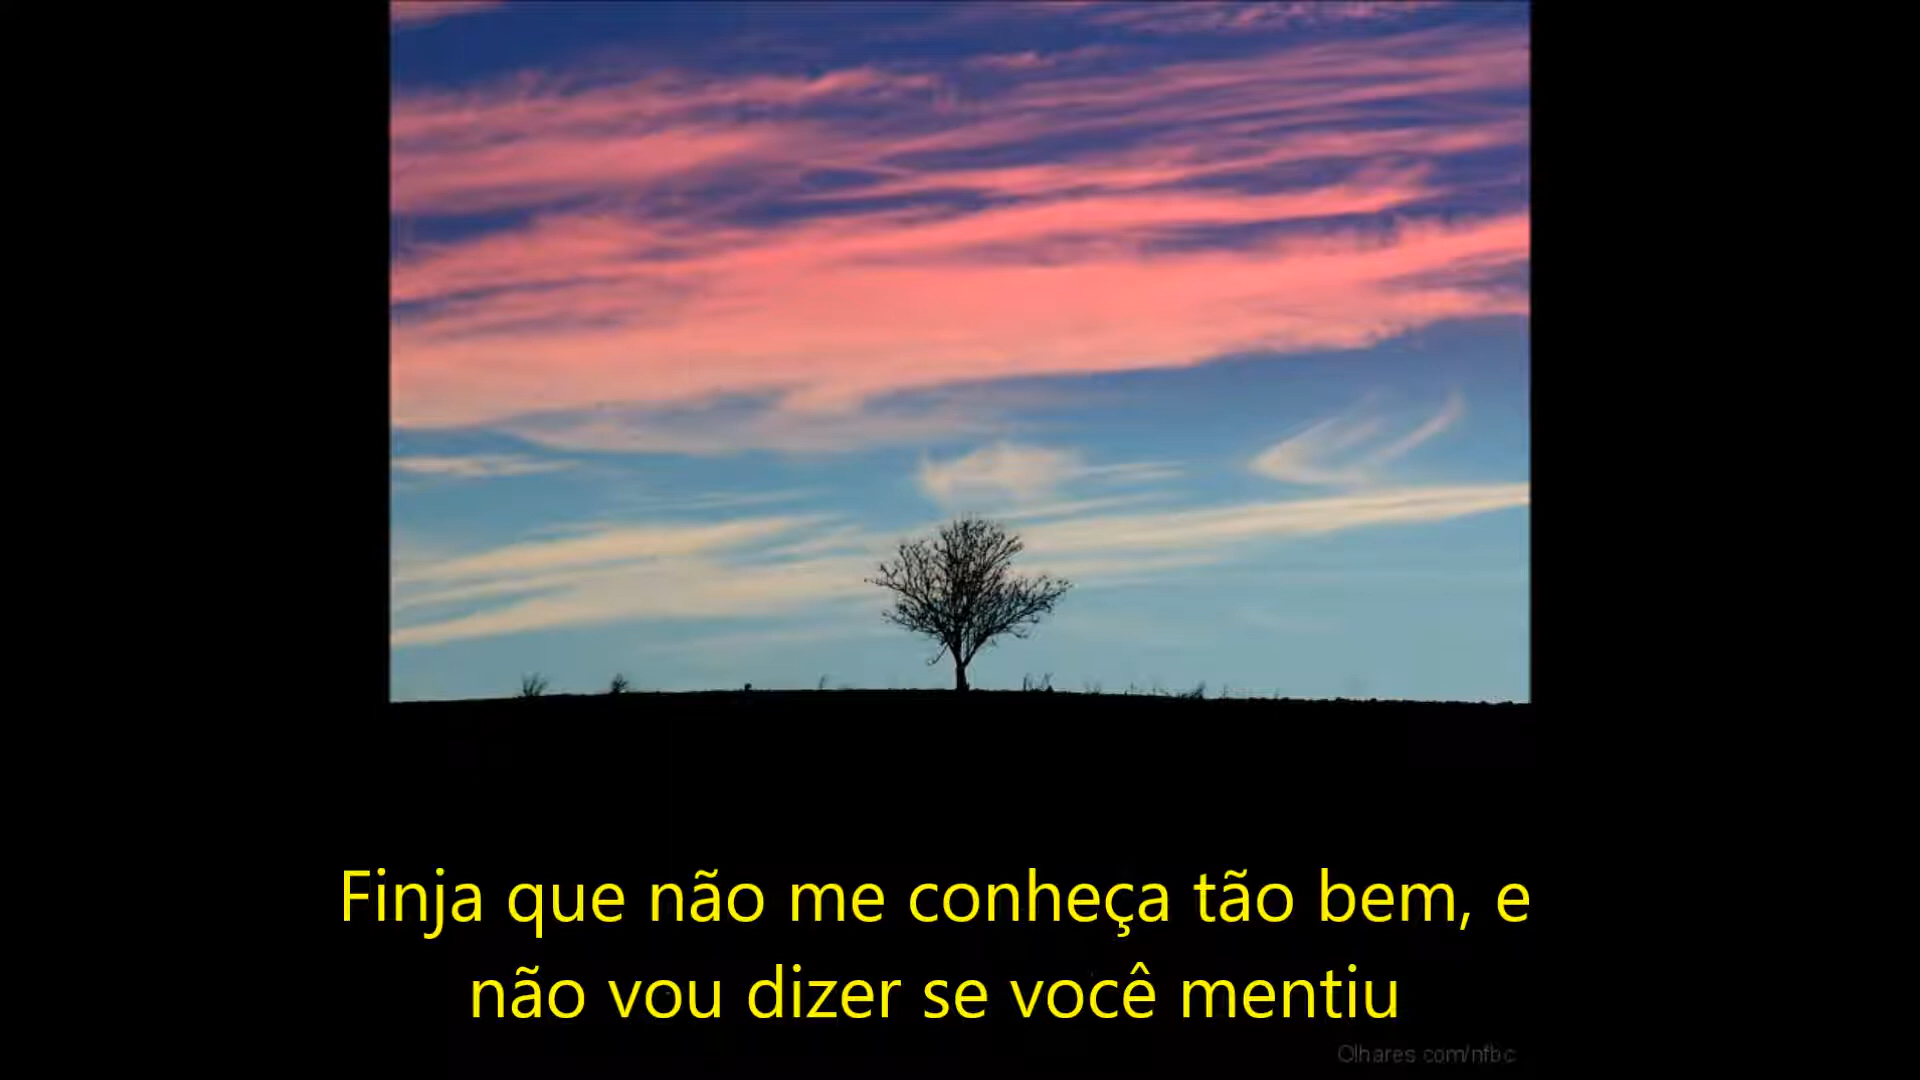 Finja que não me conheça tão bem, e
não vou dizer se você mentiu
Olhares com/nfbc